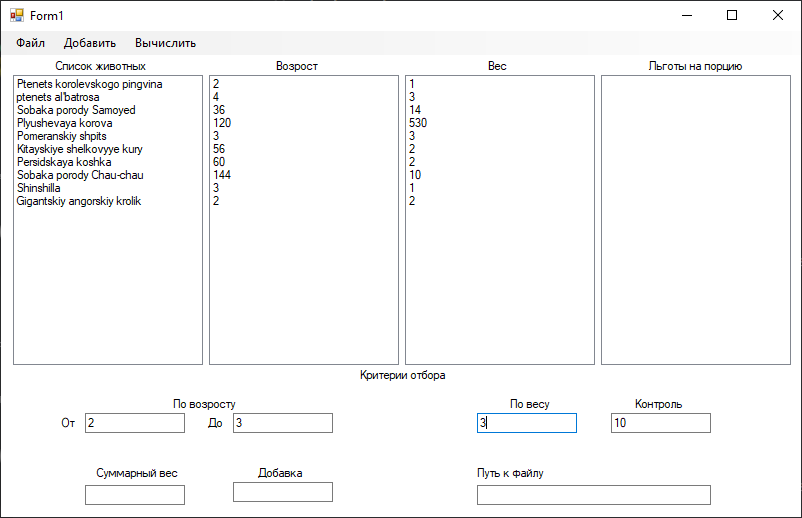 Form1
Файл Добавить Вычислить
Список животных Возрост Вес Льготы на порцию
Ptenets korolevskogo pingvina 2 1
ptenets al'batrosa 4 3
Sobaka porody Samoyed 36 14
Plyushevaya korova 120 530
Pomeranskiy shpits 3 3
Kitayskiye shelkovyye kury 56 2
Persidskaya koshka 60 2
Sobaka porody Chau-chau 144 10
Shinshilla 3 1
Gigantskiy angorskiy krolik 2 2
Критерии отбора
По возросту По весу Контроль
От 2 До 3 3 10
Суммарный вес Добавка Путь к файлу